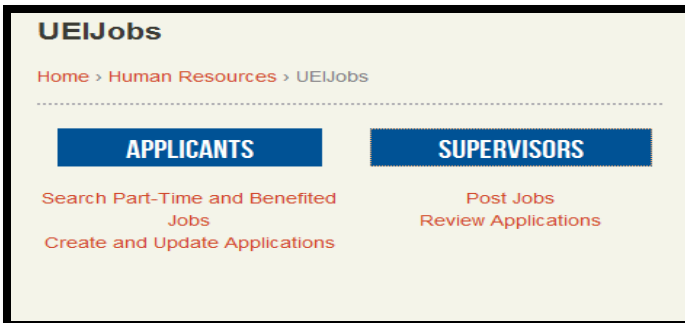 UEIJobs
Home › Human Resources › UEIJobs
APPLICANTS
Search Part-Time and Benefited
Jobs
Create and Update Applications
SUPERVISORS
Post Jobs
Review Applications